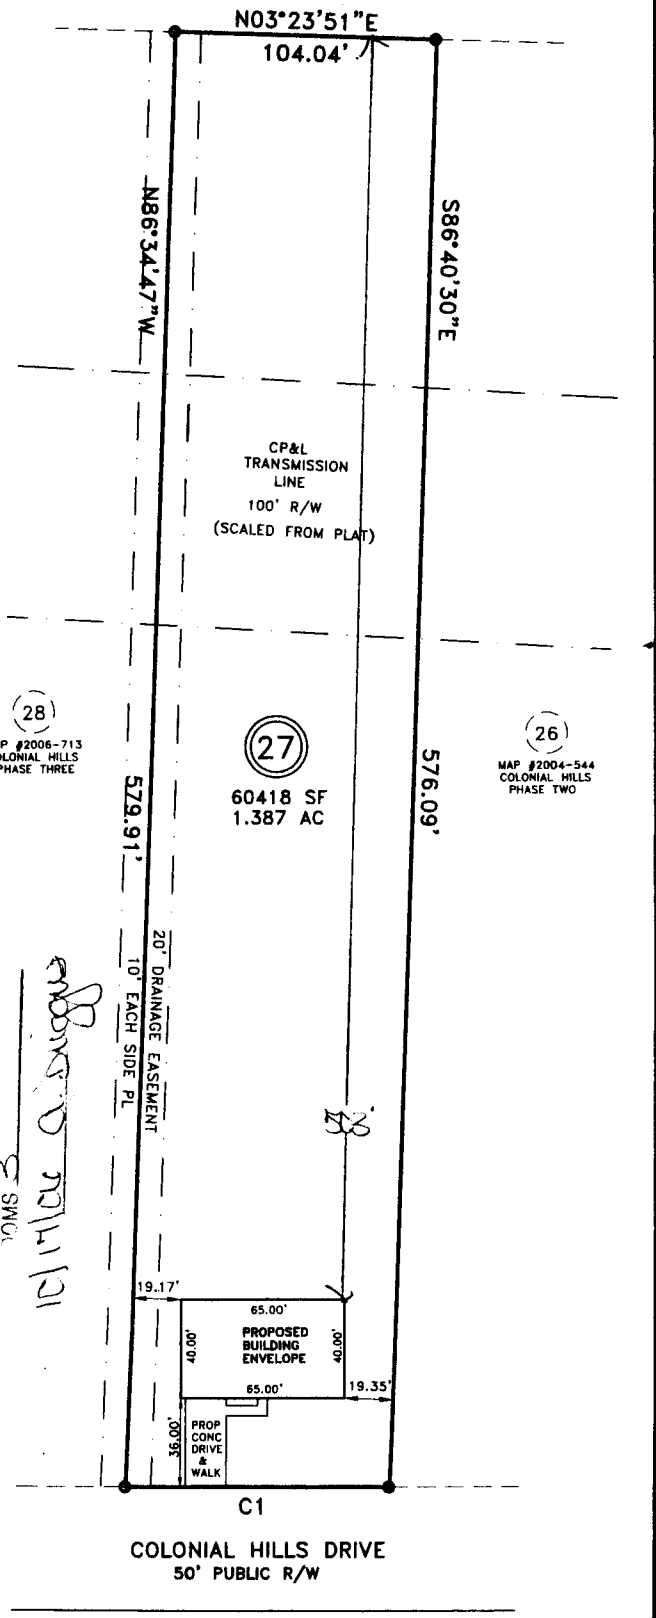 N03°23'51"E
104.04'
N86°34'47"W
S86°40'30"E
CP&L
TRANSMISSION
LINE
100' R/W
(SCALED FROM PLAT)
28
P #2006-713
OLONIAL HILLS
PHASE THREE
27
60418 SF
1.387 AC
26
MAP #2004-544
COLONIAL HILLS
PHASE TWO
579.91'
576.09'
20' DRAINAGE EASEMENT
10' EACH SIDE PL
3
19.17'
65.00'
40.00'
PROPOSED
BUILDING
ENVELOPE
40.00'
65.00'
19.35'
36.00'
PROP
CONC
DRIVE
&
WALK
C1
COLONIAL HILLS DRIVE
50' PUBLIC R/W